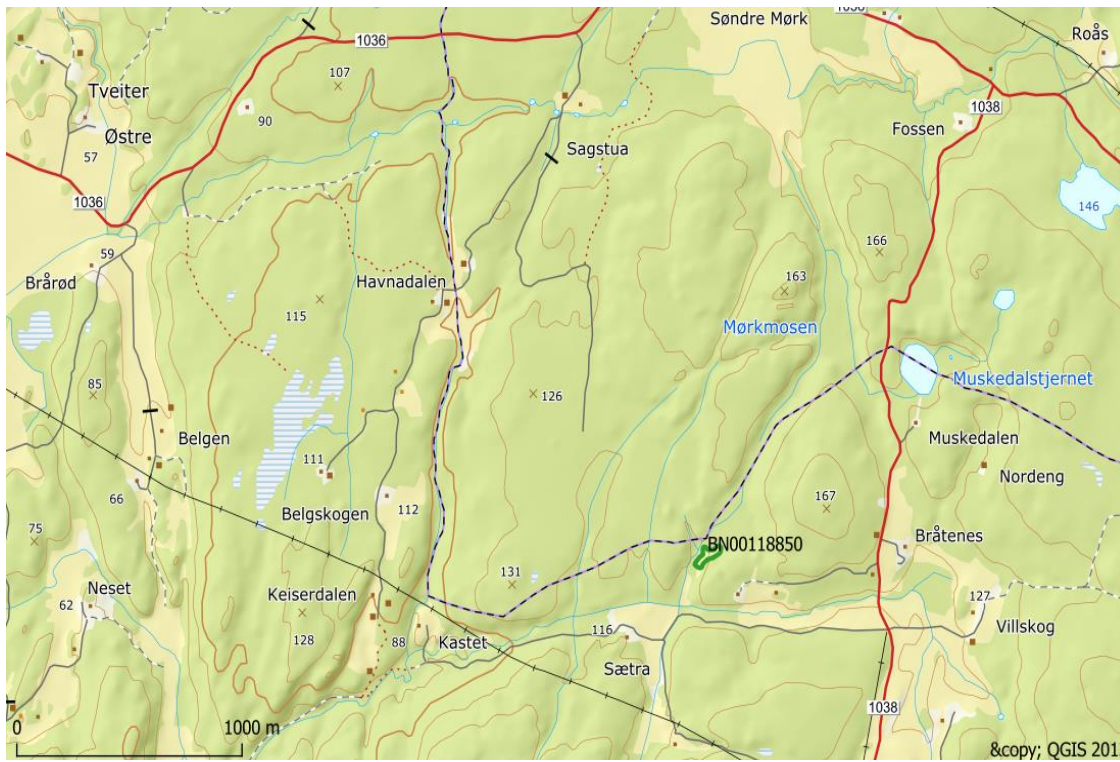 1036
Søndre Mørk
Roås
107
Tveiter
90
1038
Østre
Fossen
Sagstua
57
1036
146
59
166
Brårød
Havnadalen
163
115
Mørkmosen
Muskedalstjernet
85
126
Belgen
Muskedalen
111
Nordeng
66
Belgskogen
112
167
75
BN00118850
Bråtenes
131
Neset
Keiserdalen
127
62
128
88
Kastet
116
Villskog
Sætra
1038
0
1000 m
&copy; QGIS 201